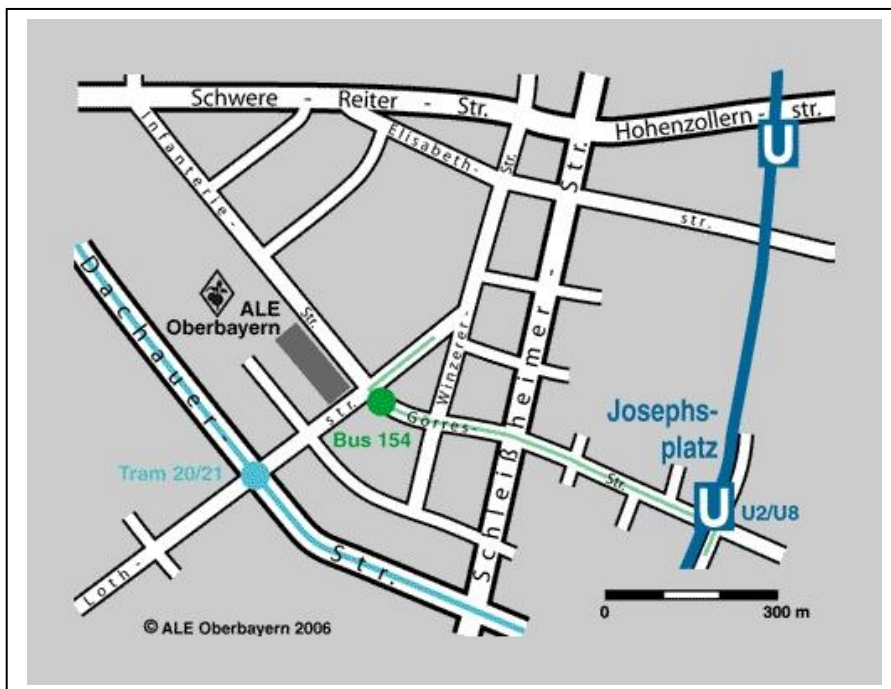 Schwere - Reiter - Str.
Hohenzollern - str.
U
Infanterie-
Str.
Elisabeth-
str.
Winzerer-
Str.
Schleißheimer - Str.
Dachauer-
Str.
ALE
Oberbayern
Loth-
str.
Bus 154
Görres-
Str.
Josephs-
platz
Tram 20/21
U
U2/U8
0 300 m
© ALE Oberbayern 2006